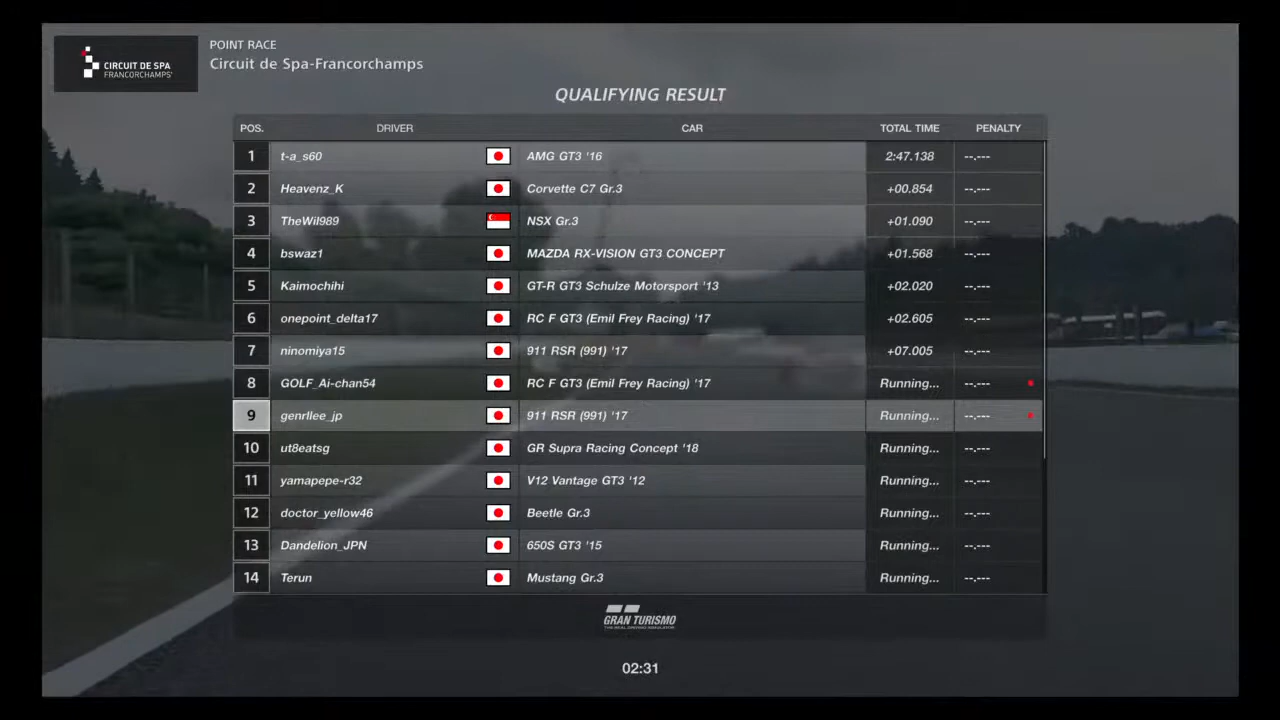 POINT RACE
CIRCUIT DE SPA
FRANCORCHAMPS
Circuit de Spa-Francorchamps
QUALIFYING RESULT
POS. DRIVER CAR TOTAL TIME PENALTY
1 t-a_s60 AMG GT3 '16 2:47.138 --.---
2 Heavenz_K Corvette C7 Gr.3 +00.854 --.---
3 TheWil989 NSX Gr.3 +01.090 --.---
4 bswaz1 MAZDA RX-VISION GT3 CONCEPT +01.568 --.---
5 Kaimochihi GT-R GT3 Schulze Motorsport '13 +02.020 --.---
6 onepoint_delta17 RC F GT3 (Emil Frey Racing) '17 +02.605 --.---
7 ninomiya15 911 RSR (991) '17 +07.005 --.---
8 GOLF_Ai-chan54 RC F GT3 (Emil Frey Racing) '17 Running... --.---
9 genrllee_jp 911 RSR (991) '17 Running... --.---
10 ut8eatsg GR Supra Racing Concept '18 Running... --.---
11 yamapepe-r32 V12 Vantage GT3 '12 Running... --.---
12 doctor_yellow46 Beetle Gr.3 Running... --.---
13 Dandelion_JPN 650S GT3 '15 Running... --.---
14 Terun Mustang Gr.3 Running... --.---
GRAN TURISMO
THE REAL DRIVING SIMULATOR
02:31